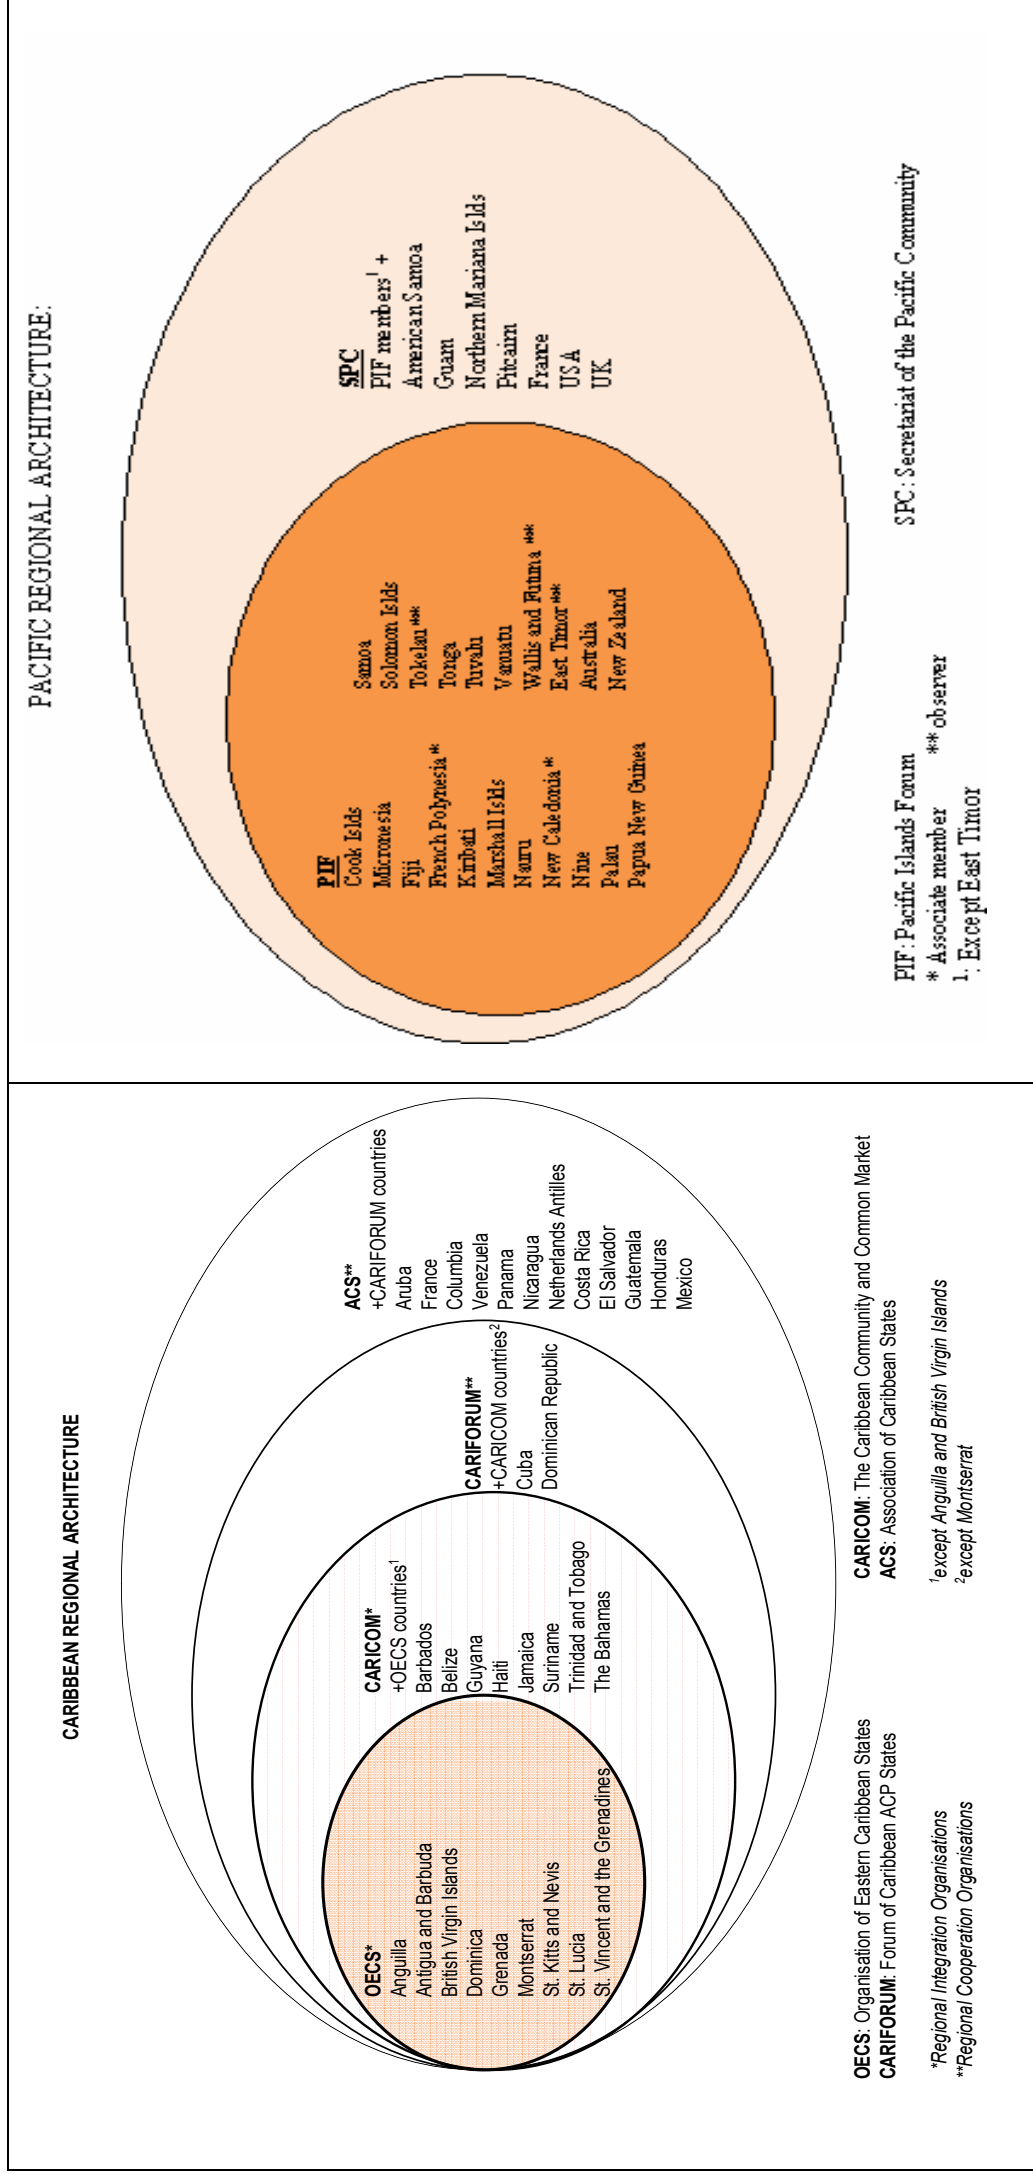 CARIBBEAN REGIONAL ARCHITECTURE
OECS*
Anguilla
Antigua and Barbuda
British Virgin Islands
Dominica
Grenada
Montserrat
St. Kitts and Nevis
St. Lucia
St. Vincent and the Grenadines
CARICOM*
+OECS countries¹
Barbados
Belize
Guyana
Haiti
Jamaica
Suriname
Trinidad and Tobago
The Bahamas
CARIFORUM**
+CARICOM countries²
Cuba
Dominican Republic
ACS**
+CARIFORUM countries
Aruba
France
Columbia
Venezuela
Panama
Nicaragua
Netherlands Antilles
Costa Rica
El Salvador
Guatemala
Honduras
Mexico
OECS: Organisation of Eastern Caribbean States
CARIFORUM: Forum of Caribbean ACP States
*Regional Integration Organisations
**Regional Cooperation Organisations
CARICOM: The Caribbean Community and Common Market
ACS: Association of Caribbean States
¹except Anguilla and British Virgin Islands
²except Montserrat
PACIFIC REGIONAL ARCHITECTURE:
PIF
Cook Islds
Micronesia
Fiji
French Polynesia*
Kiribati
Marshall Islds
Nauru
New Caledonia*
Niue
Palau
Papua New Guinea
Samoa
Solomon Islds
Tokelau**
Tonga
Tuvalu
Vanuatu
Wallis and Futuna **
East Timor**
Australia
New Zealand
SPC
PIF members¹ +
American Samoa
Guam
Northern Mariana Islds
Pitcairn
France
USA
UK
PIF: Pacific Islands Forum SPC: Secretariat of the Pacific Community
* Associate member ** observer
1. Except East Timor